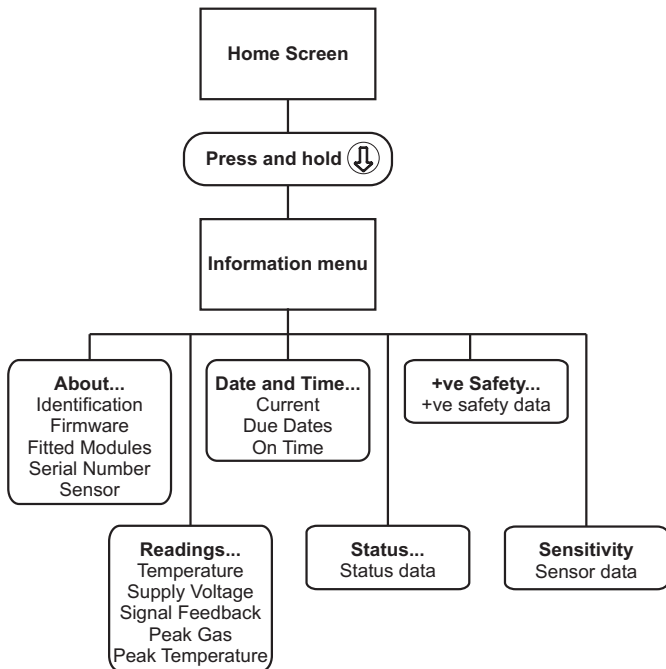 Home Screen
Press and hold
Information menu
About...
Identification
Firmware
Fitted Modules
Serial Number
Sensor
Date and Time...
Current
Due Dates
On Time
+ve Safety...
+ve safety data
Readings...
Temperature
Supply Voltage
Signal Feedback
Peak Gas
Peak Temperature
Status...
Status data
Sensitivity
Sensor data